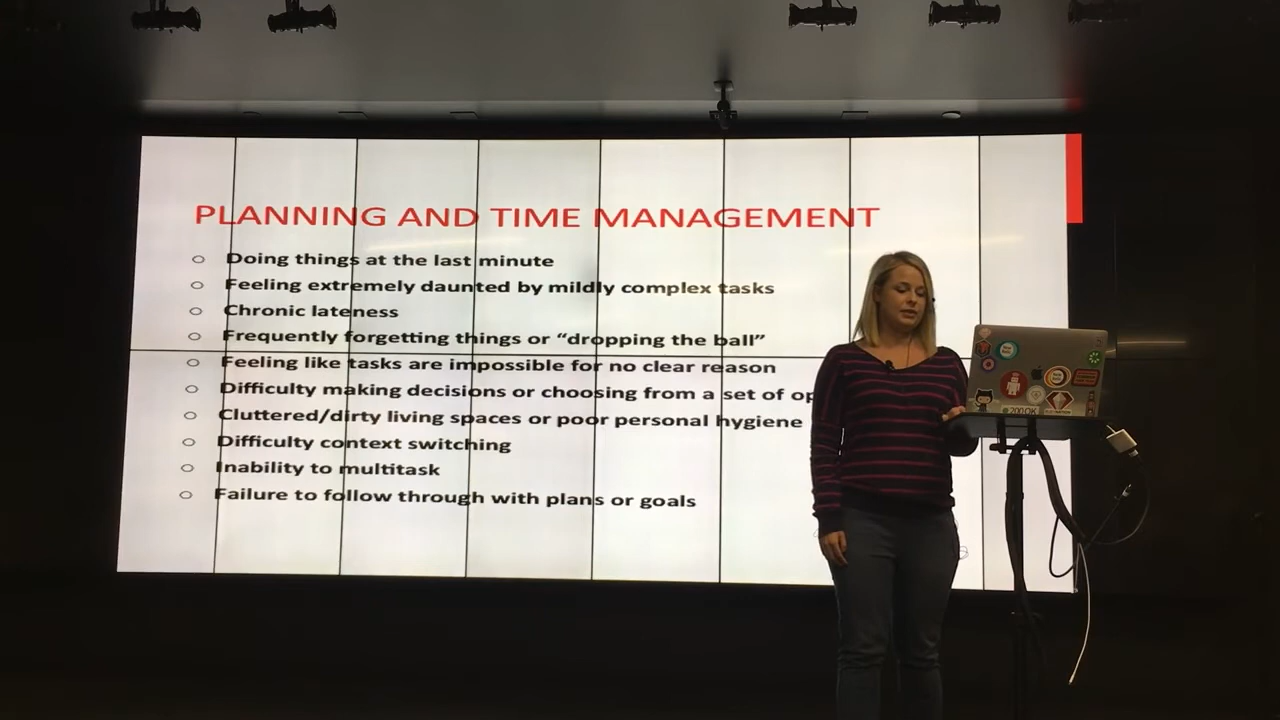 PLANNING AND TIME MANAGEMENT
Doing things at the last minute
Feeling extremely daunted by mildly complex tasks
Chronic lateness
Frequently forgetting things or “dropping the ball”
Feeling like tasks are impossible for no clear reason
Difficulty making decisions or choosing from a set of op
Cluttered/dirty living spaces or poor personal hygiene
Difficulty context switching
Inability to multitask
Failure to follow through with plans or goals
200 OK